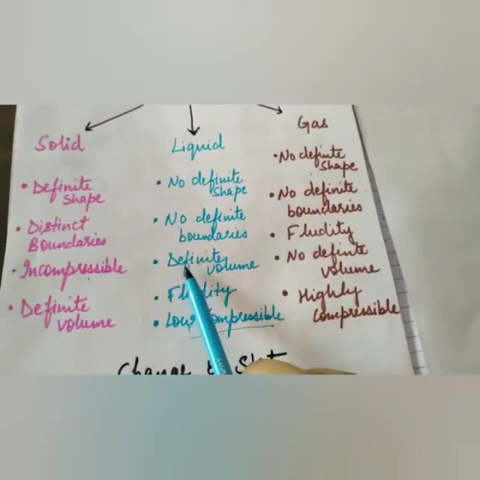 Solid
• Definite
shape
• Distinct
Boundaries
• Incompressible
• Definite
volume
Liquid
• No definite
shape
• No definite
boundaries
• Definite
volume
• Fluidity
• Low compressible
Gas
• No definite
shape
• No definite
boundaries
• Fluidity
• No definite
volume
• Highly
compressible
Change